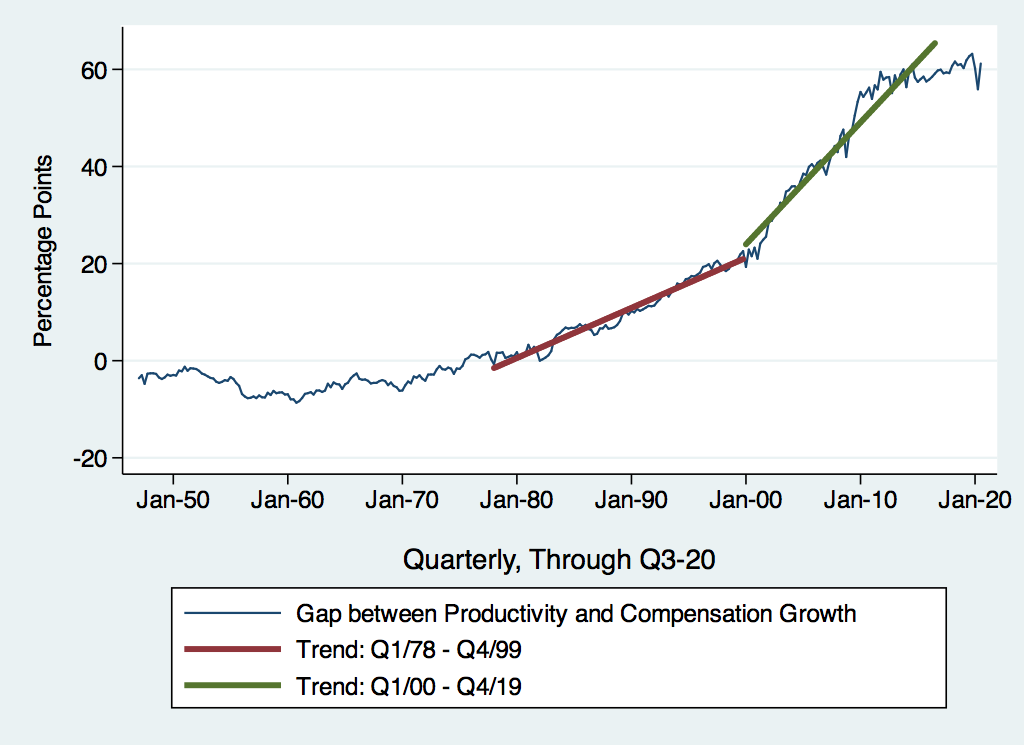 Percentage Points
60
40
20
0
-20
Jan-50 Jan-60 Jan-70 Jan-80 Jan-90 Jan-00 Jan-10 Jan-20
Quarterly, Through Q3-20
Gap between Productivity and Compensation Growth
Trend: Q1/78 - Q4/99
Trend: Q1/00 - Q4/19